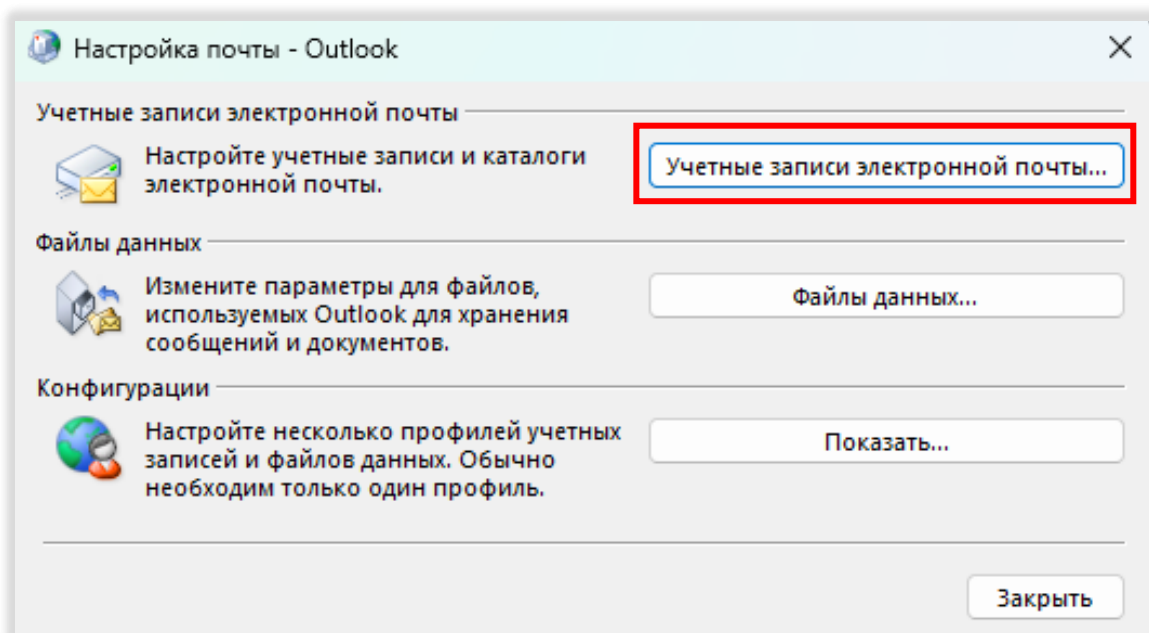 Настройка почты - Outlook
Учетные записи электронной почты
Настройте учетные записи и каталоги
электронной почты.
Учетные записи электронной почты...
Файлы данных
Измените параметры для файлов,
используемых Outlook для хранения
сообщений и документов.
Файлы данных...
Конфигурации
Настройте несколько профилей учетных
записей и файлов данных. Обычно
необходим только один профиль.
Показать...
Закрыть